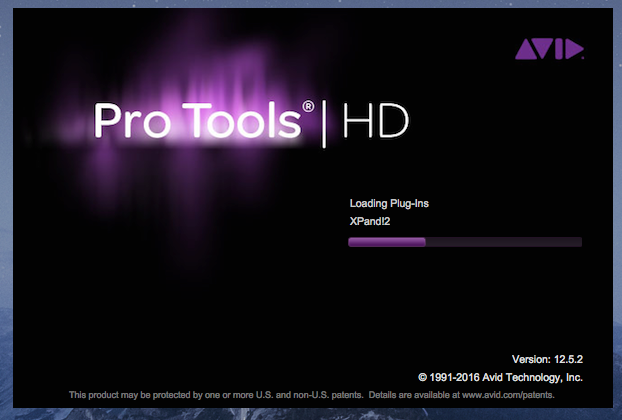 AVID
Pro Tools® | HD
Loading Plug-Ins
XPand!2
Version: 12.5.2
© 1991-2016 Avid Technology, Inc.
This product may be protected by one or more U.S. and non-U.S. patents. Details are available at www.avid.com/patents.